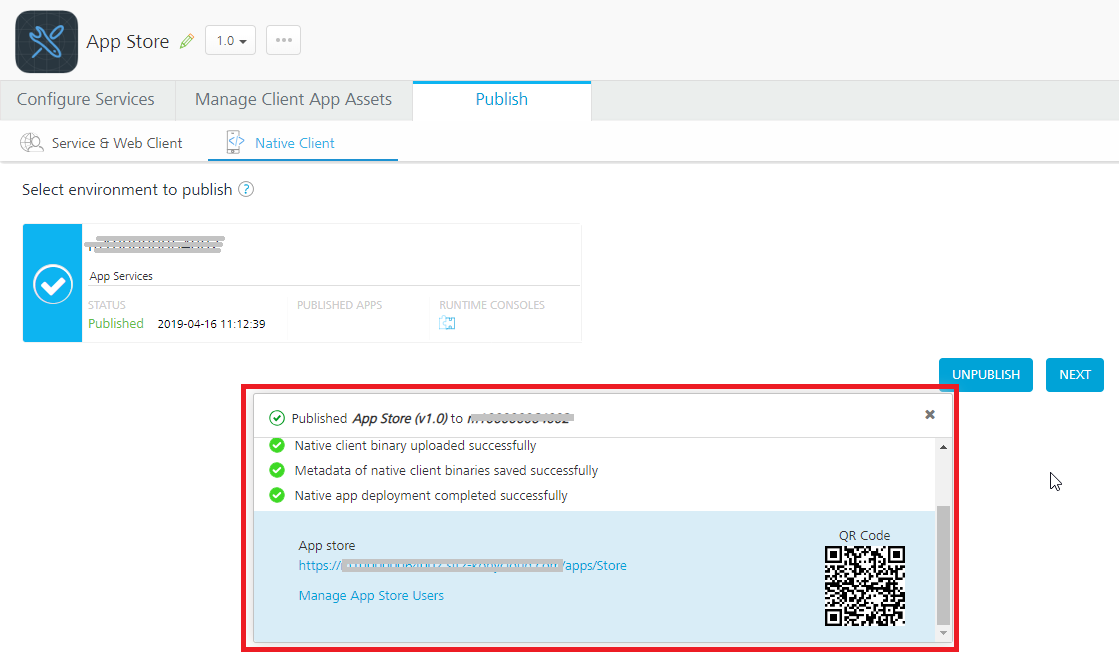 App Store
1.0
Configure Services
Manage Client App Assets
Publish
Service & Web Client
Native Client
Select environment to publish ?
App Services
STATUS
PUBLISHED APPS
RUNTIME CONSOLES
Published 2019-04-16 11:12:39
UNPUBLISH
NEXT
Published App Store (v1.0) to
Native client binary uploaded successfully
Metadata of native client binaries saved successfully
Native app deployment completed successfully
App store
QR Code
https:// /apps/Store
Manage App Store Users